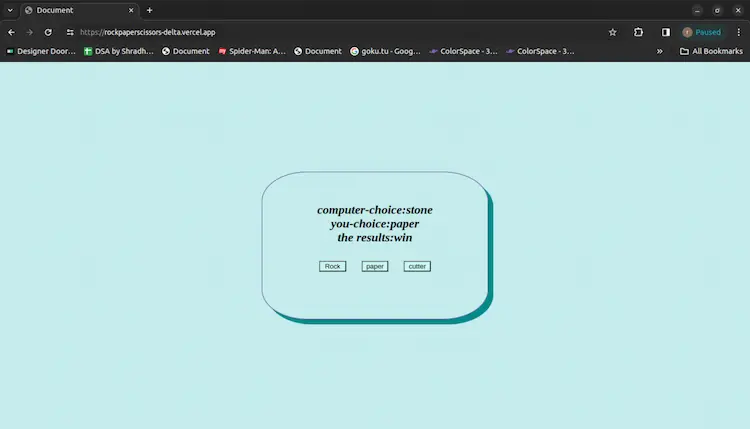 Document
https://rockpaperscissors-delta.vercel.app
Paused
Designer Door...
DSA by Shradh...
Document
Spider-Man: A...
Document
goku.tu - Goog...
ColorSpace - 3...
ColorSpace - 3...
»
All Bookmarks
computer-choice:stone
you-choice:paper
the results:win
Rock
paper
cutter